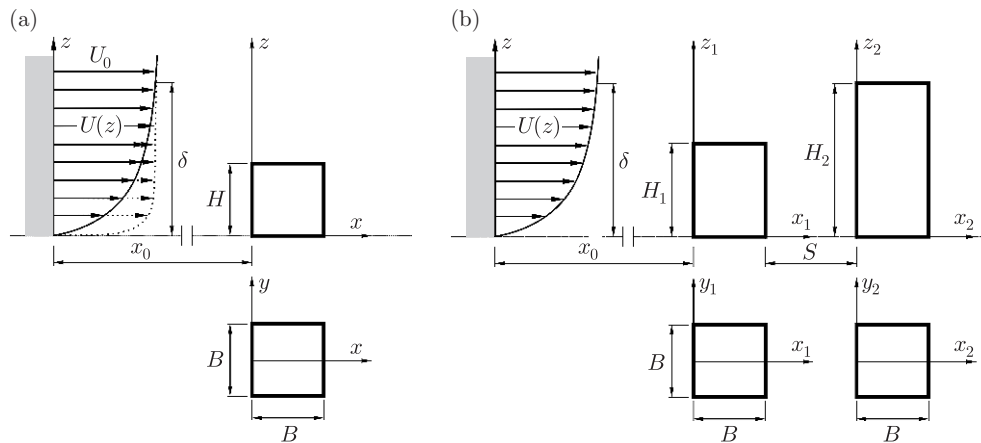 (a)
z
z
U₀
U(z)
δ
H
x
x₀
y
B
x
B
(b)
z
z₁
z₂
U(z)
δ
H₁
H₂
x₁
x₂
x₀
S
y₁
y₂
B
x₁
B
x₂
B
B